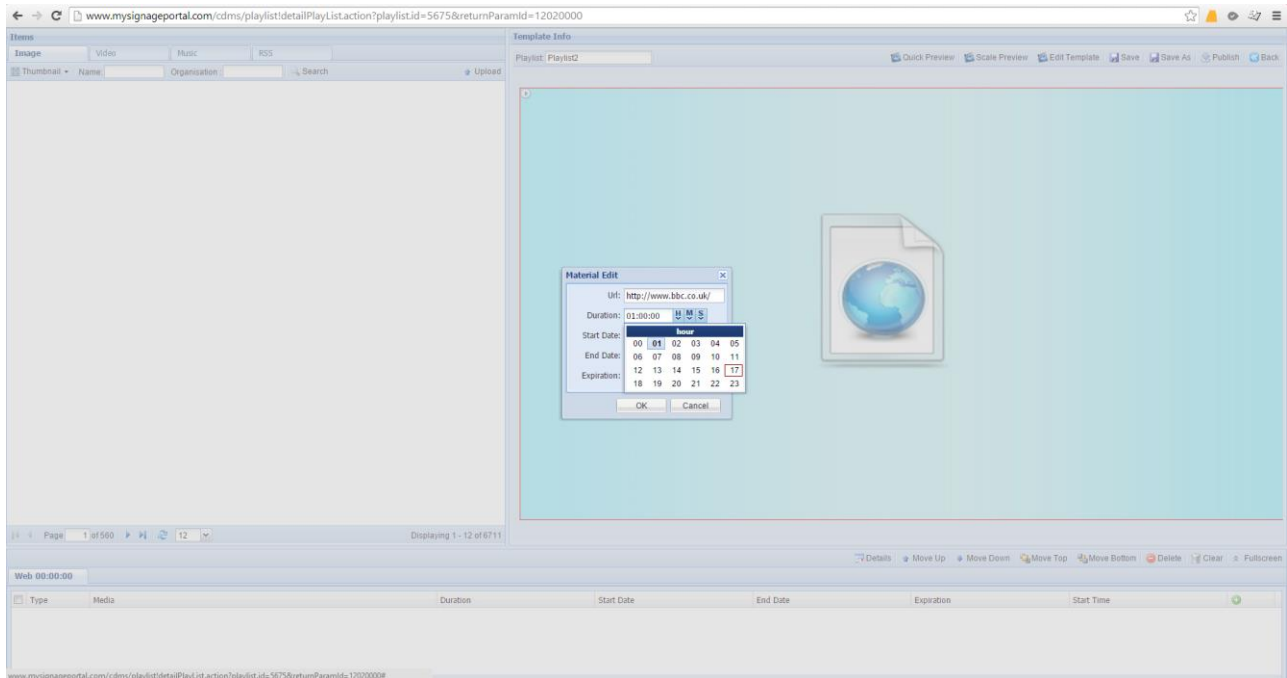 www.mysignageportal.com/cdms/playlist!detailPlayList.action?playlist.id=5675&returnParamId=12020000
Items
Template Info
Image Video Music RSS
Playlist: Playlist2
Quick Preview Scale Preview Edit Template Save Save As Publish Back
Thumbnail Name: Organisation: Search Upload
Material Edit
Url: http://www.bbc.co.uk/
Duration: 01:00:00 H M S
Start Date:
End Date:
Expiration:
hour
00 01 02 03 04 05
06 07 08 09 10 11
12 13 14 15 16 17
18 19 20 21 22 23
OK Cancel
Page 1 of 560 12 Displaying 1 - 12 of 6711
Details Move Up Move Down Move Top Move Bottom Delete Clear Fullscreen
Web 00:00:00
Type Media Duration Start Date End Date Expiration Start Time
www.mysignageportal.com/cdms/playlist!detailPlayList.action?playlist.id=5675&returnParamId=12020000#